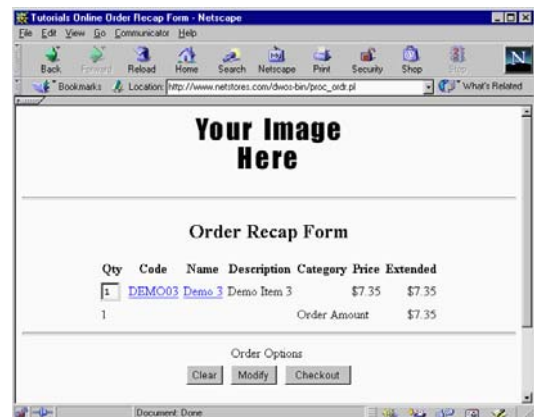 Tutorials Online Order Recap Form - Netscape
File Edit View Go Communicator Help
Back Forward Reload Home Search Netscape Print Security Shop Stop
N
Bookmarks Location: http://www.netstores.com/dwos-bin/proc_ordr.pl What's Related
Your Image
Here
Order Recap Form
Qty Code Name Description Category Price Extended
1 DEMO03 Demo 3 Demo Item 3 $7.35 $7.35
1 Order Amount $7.35
Order Options
Clear Modify Checkout
Document: Done